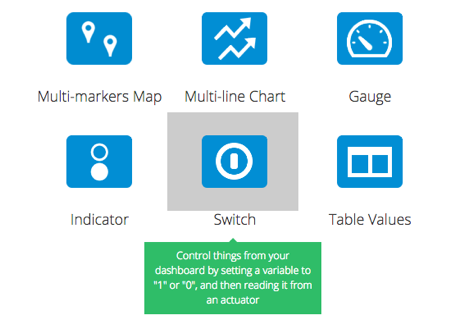 Multi-markers Map
Multi-line Chart
Gauge
Indicator
Switch
Table Values
Control things from your
dashboard by setting a variable to
"1" or "0", and then reading it from
an actuator